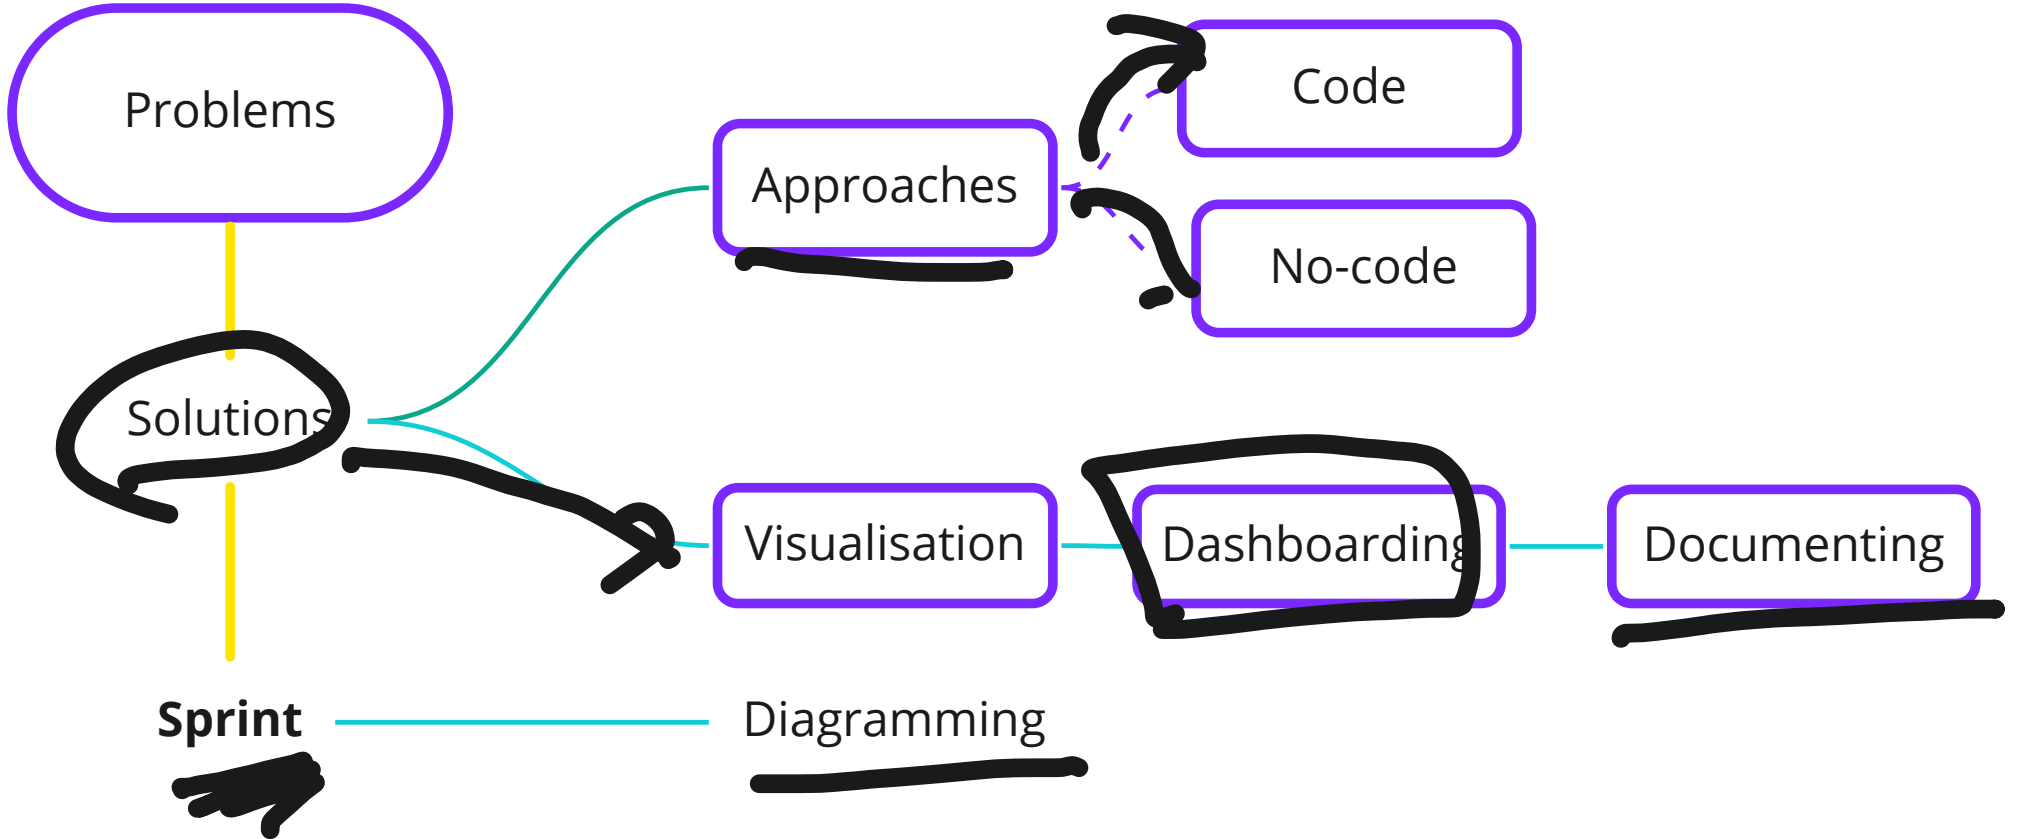 Problems
Code
Approaches
No-code
Solutions
Visualisation
Dashboarding
Documenting
Sprint
Diagramming